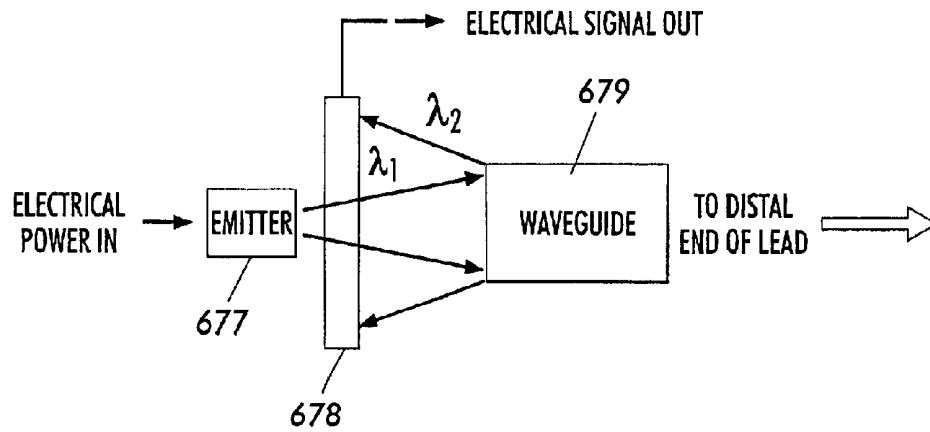 ELECTRICAL SIGNAL OUT
679
λ2
λ1
ELECTRICAL
POWER IN
EMITTER
WAVEGUIDE
TO DISTAL
END OF LEAD
677
678